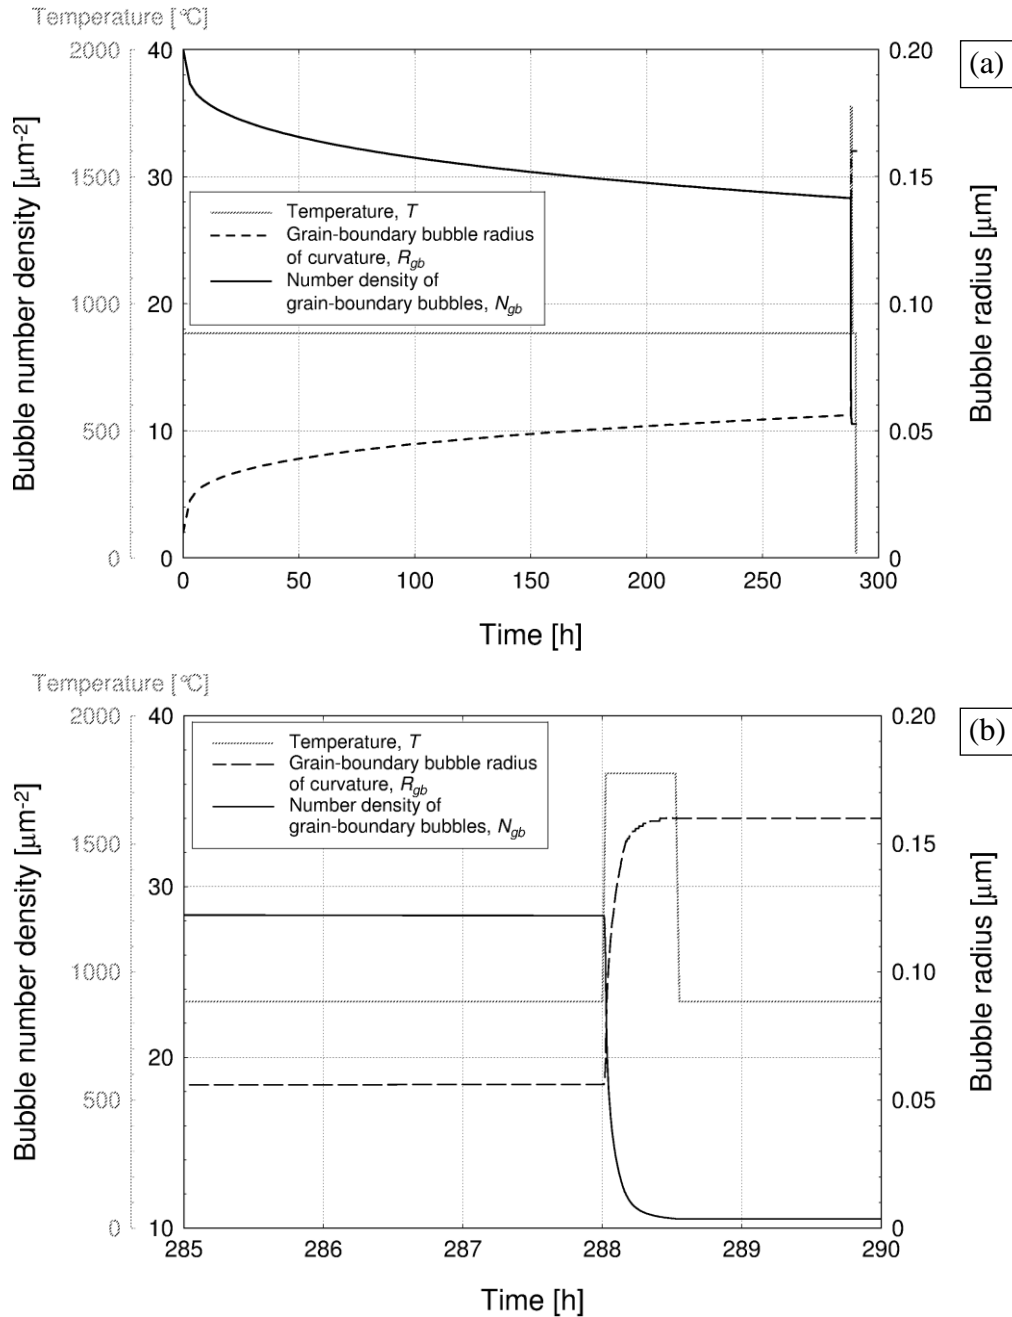 Temperature [°C]
(a)
2000
40
0.20
1500
30
0.15
1000
20
0.10
500
10
0.05
0
0
0
Bubble number density [μm-2]
Bubble radius [μm]
Temperature, T
Grain-boundary bubble radius
of curvature, Rgb
Number density of
grain-boundary bubbles, Ngb
0 50 100 150 200 250 300
Time [h]
Temperature [°C]
(b)
2000
40
0.20
1500
30
0.15
1000
20
0.10
500
0.05
0
10
0
Bubble number density [μm-2]
Bubble radius [μm]
Temperature, T
Grain-boundary bubble radius
of curvature, Rgb
Number density of
grain-boundary bubbles, Ngb
285 286 287 288 289 290
Time [h]